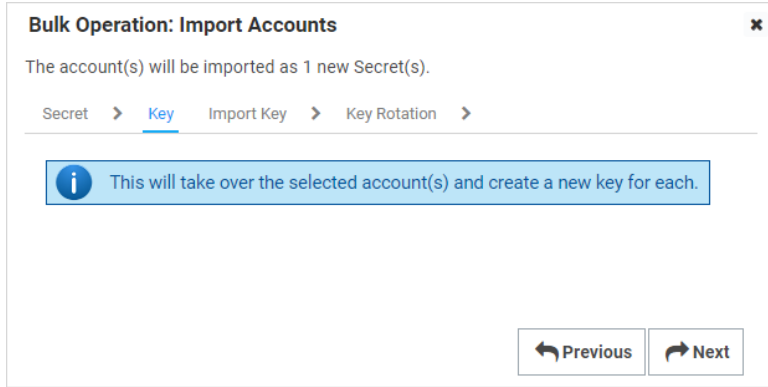 Bulk Operation: Import Accounts
The account(s) will be imported as 1 new Secret(s).
Secret > Key Import Key > Key Rotation >
This will take over the selected account(s) and create a new key for each.
Previous Next